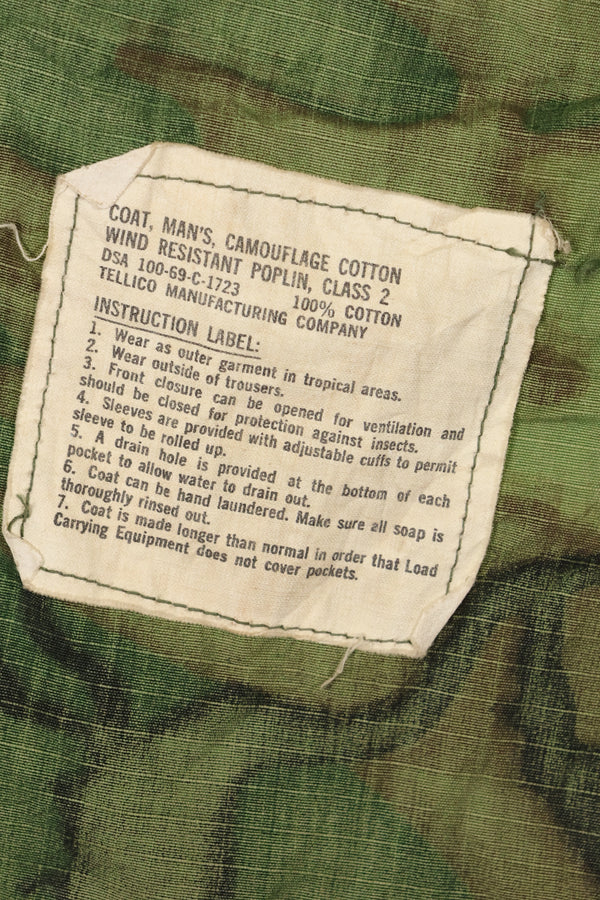 COAT, MAN'S, CAMOUFLAGE COTTON
WIND RESISTANT POPLIN, CLASS 2
DSA 100-69-C-1723 100% COTTON
TELLICO MANUFACTURING COMPANY
INSTRUCTION LABEL:
1. Wear as outer garment in tropical areas.
2. Wear outside of trousers.
3. Front closure can be opened for ventilation and
should be closed for protection against insects.
4. Sleeves are provided with adjustable cuffs to permit
sleeve to be rolled up.
5. A drain hole is provided at the bottom of each
pocket to allow water to drain out.
6. Coat can be hand laundered. Make sure all soap is
thoroughly rinsed out.
7. Coat is made longer than normal in order that Load
Carrying Equipment does not cover pockets.